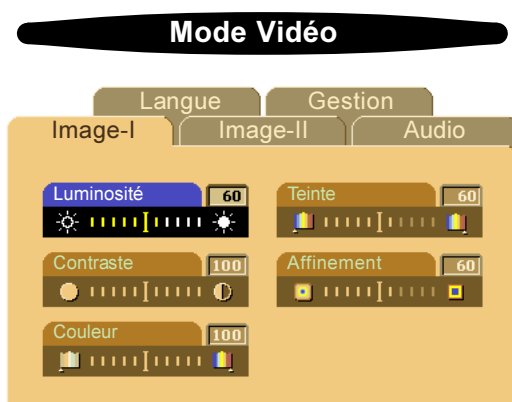 Mode Vidéo
Langue Gestion
Image-I Image-II Audio
Luminosité 60
Teinte 60
Contraste 100
Affinement 60
Couleur 100